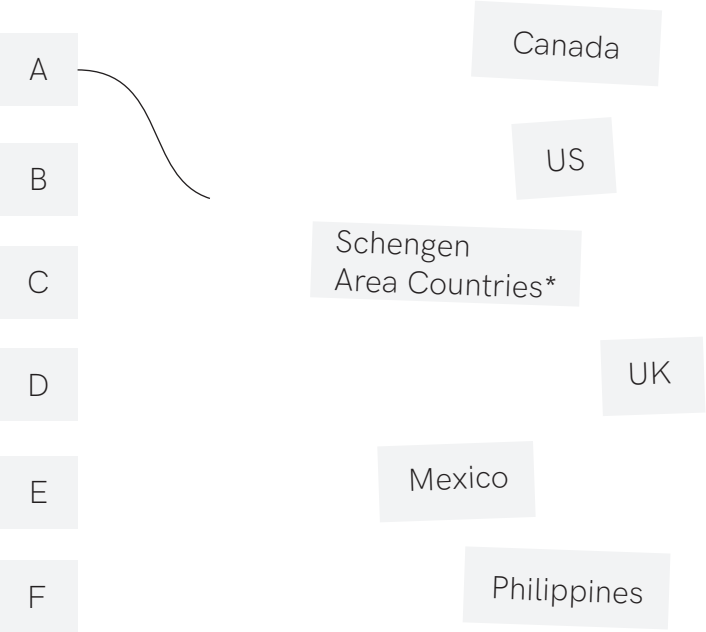 A
B
C
D
E
F
Canada
US
Schengen
Area Countries*
UK
Mexico
Philippines